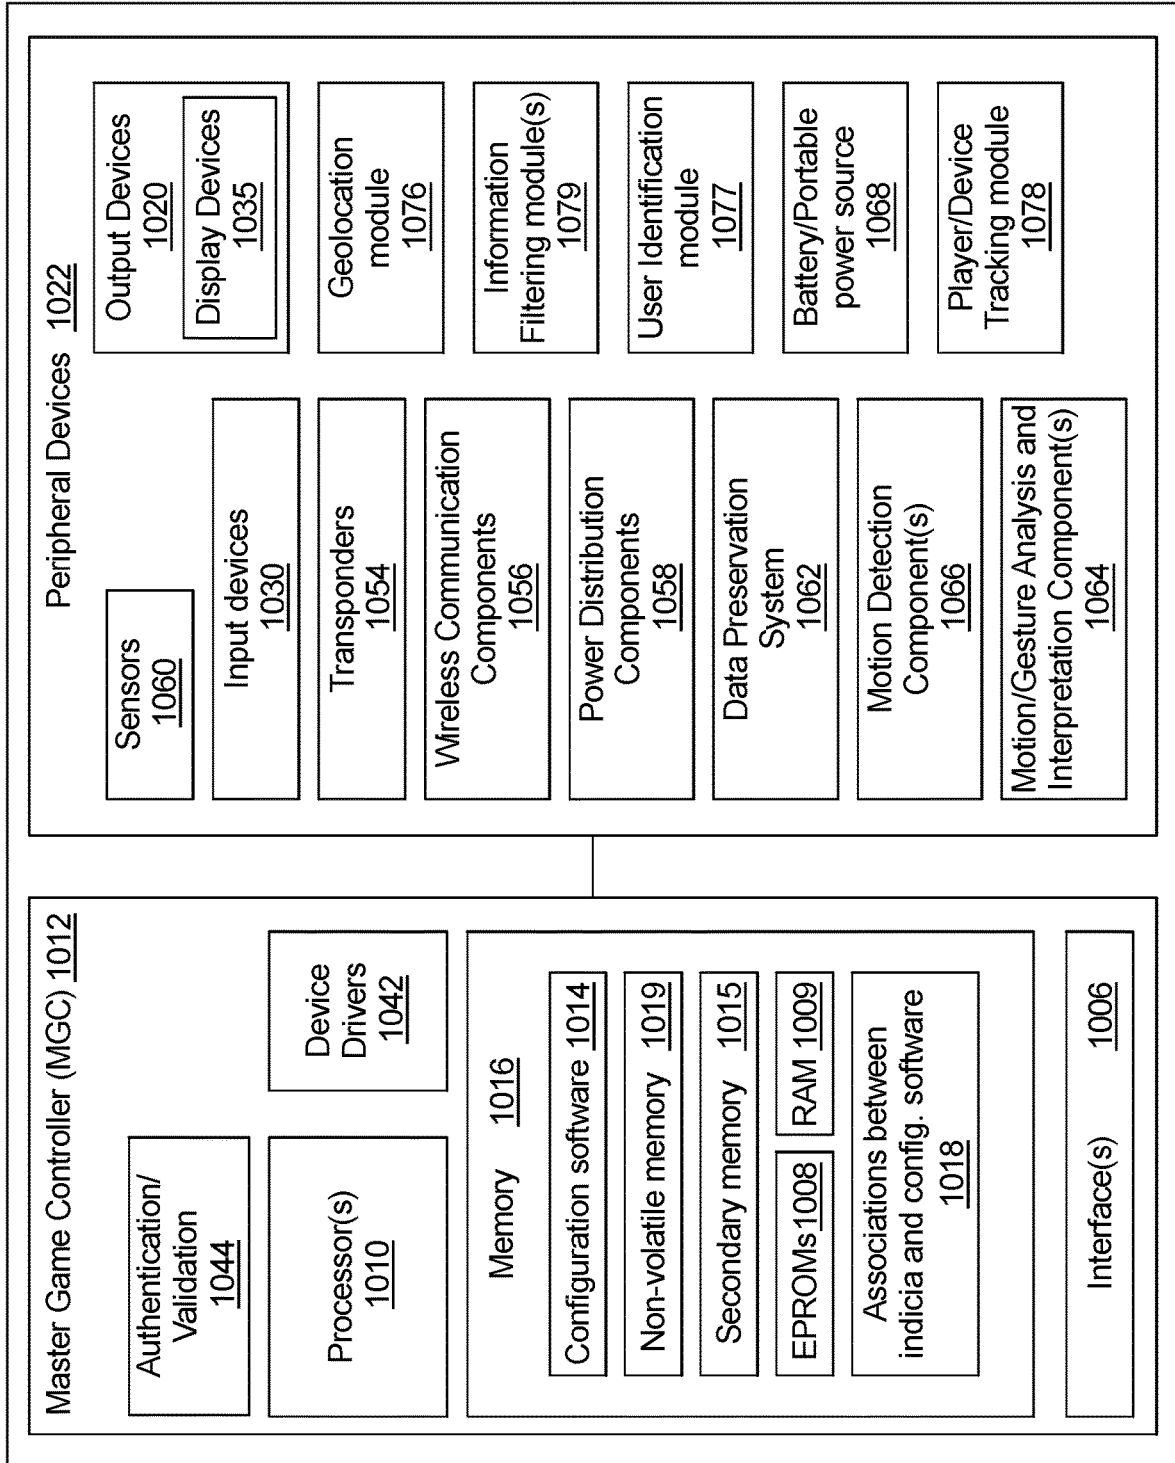 Master Game Controller (MGC) 1012
Authentication/
Validation
1044
Processor(s)
1010
Device
Drivers
1042
Memory 1016
Configuration software 1014
Non-volatile memory 1019
Secondary memory 1015
EPROMs1008
RAM 1009
Associations between
indicia and config. software
1018
Interface(s) 1006
Peripheral Devices 1022
Sensors
1060
Input devices
1030
Transponders
1054
Wireless Communication
Components
1056
Power Distribution
Components
1058
Data Preservation
System
1062
Motion Detection
Component(s)
1066
Motion/Gesture Analysis and
Interpretation Component(s)
1064
Output Devices
1020
Display Devices
1035
Geolocation
module
1076
Information
Filtering module(s)
1079
User Identification
module
1077
Battery/Portable
power source
1068
Player/Device
Tracking module
1078